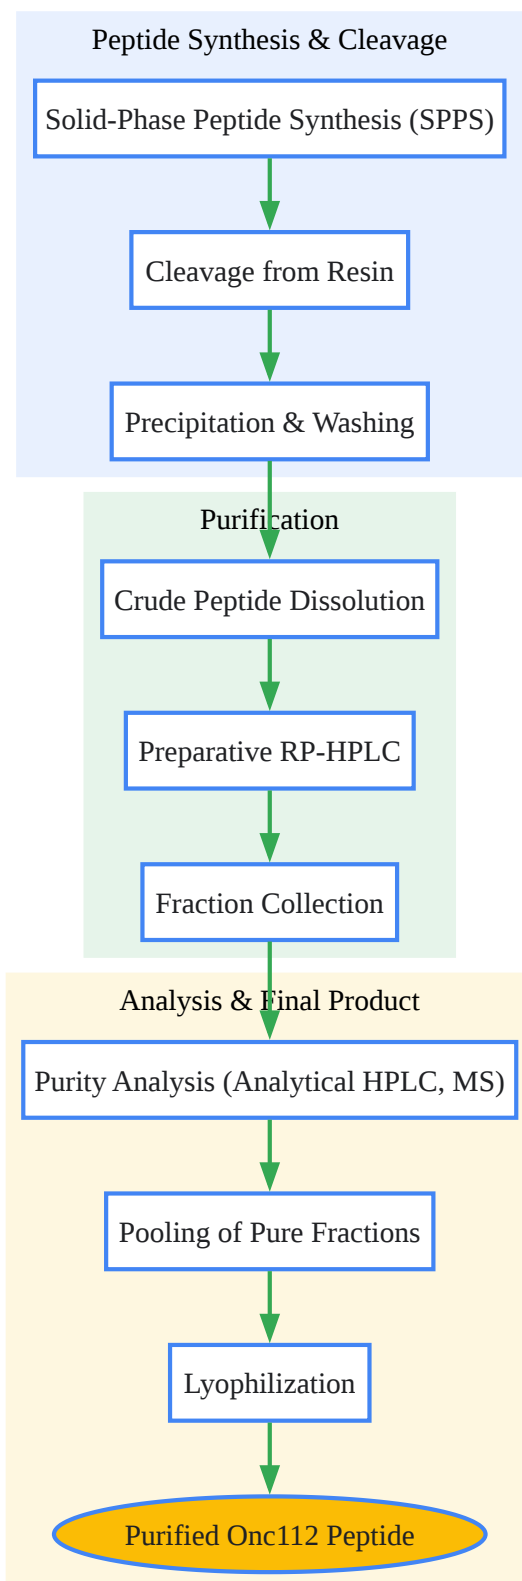 Peptide Synthesis & Cleavage
Solid-Phase Peptide Synthesis (SPPS)
Cleavage from Resin
Precipitation & Washing
Purification
Crude Peptide Dissolution
Preparative RP-HPLC
Fraction Collection
Analysis & Final Product
Purity Analysis (Analytical HPLC, MS)
Pooling of Pure Fractions
Lyophilization
Purified Onc112 Peptide